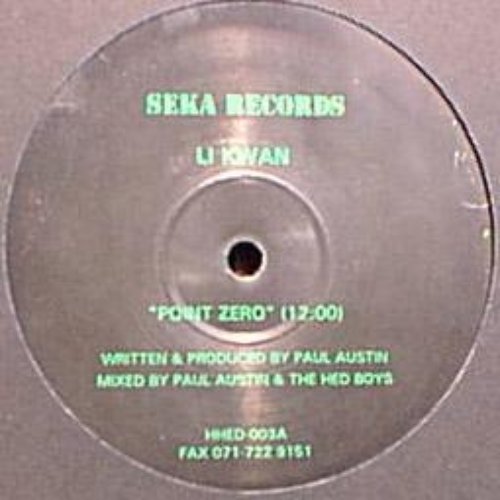 SEKA RECORDS
LI KWAN
"POINT ZERO" (12:00)
WRITTEN & PRODUCED BY PAUL AUSTIN
MIXED BY PAUL AUSTIN & THE HED BOYS
HHED-003A
FAX 071-722 9151